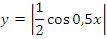 y = |1/2 cos 0,5x|